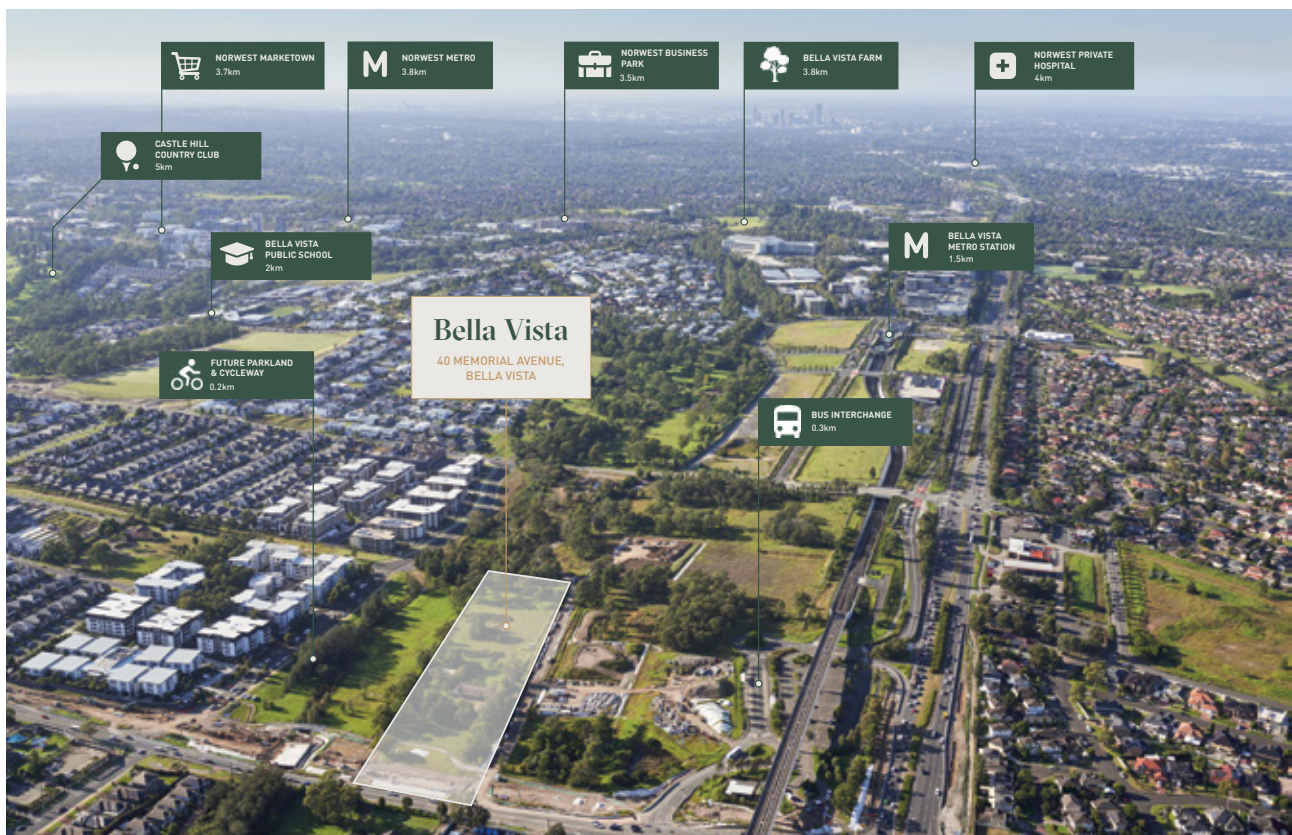 NORWEST MARKETOWN
3.7km
M
NORWEST METRO
3.8km
NORWEST BUSINESS
PARK
3.5km
BELLA VISTA FARM
3.8km
NORWEST PRIVATE
HOSPITAL
4km
CASTLE HILL
COUNTRY CLUB
5km
BELLA VISTA
PUBLIC SCHOOL
2km
M
BELLA VISTA
METRO STATION
1.5km
Bella Vista
40 MEMORIAL AVENUE,
BELLA VISTA
FUTURE PARKLAND
& CYCLEWAY
0.2km
BUS INTERCHANGE
0.3km